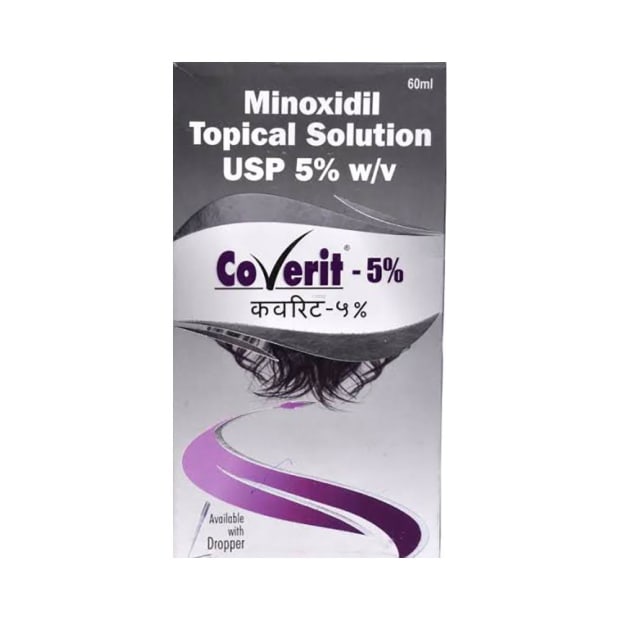 60ml
Minoxidil
Topical Solution
USP 5% w/v
CoVerit® - 5%
कवरिट-५%
Available
with
Dropper